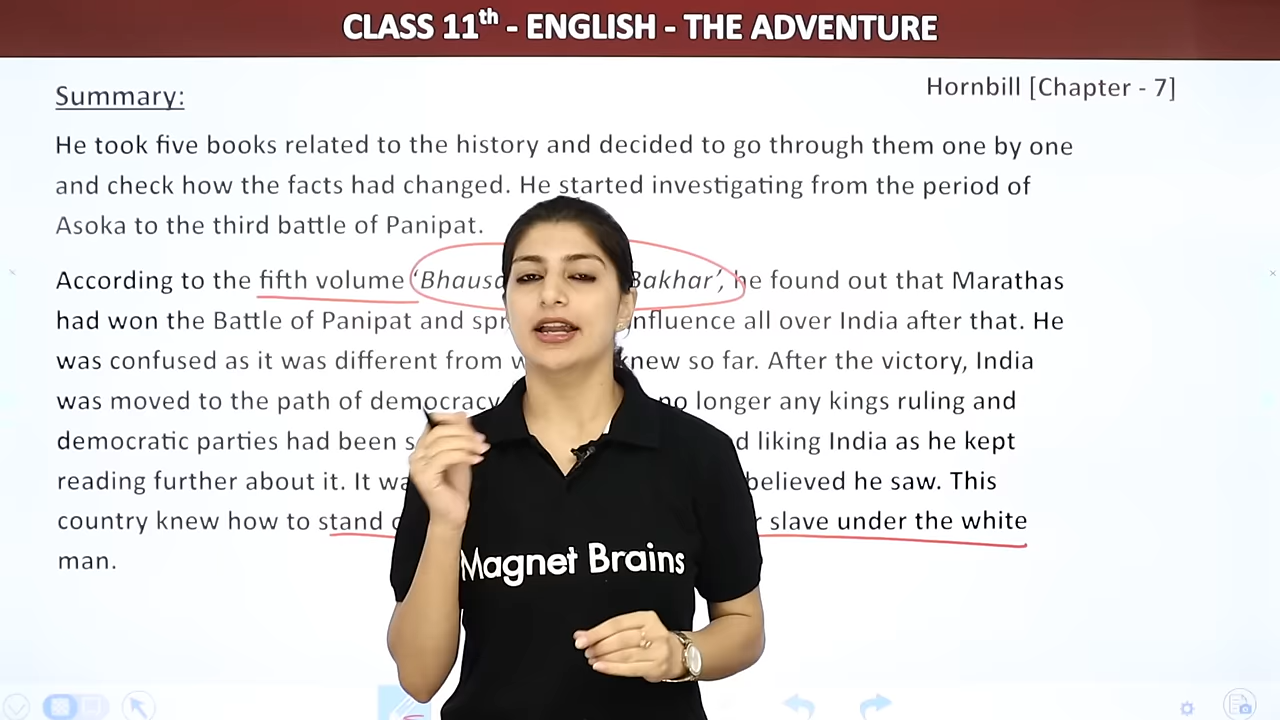 CLASS 11th - ENGLISH - THE ADVENTURE
Hornbill [Chapter - 7]
Summary:
He took five books related to the history and decided to go through them one by one
and check how the facts had changed. He started investigating from the period of
Asoka to the third battle of Panipat.
According to the fifth volume 'Bhausa Bakhar', he found out that Marathas
had won the Battle of Panipat and influence all over India after that. He
was confused as it was different from knew so far. After the victory, India
was moved to the path of democracy no longer any kings ruling and
democratic parties had been liking India as he kept
reading further about it. It believed he saw. This
country knew how to stand slave under the white
man.
Magnet Brains